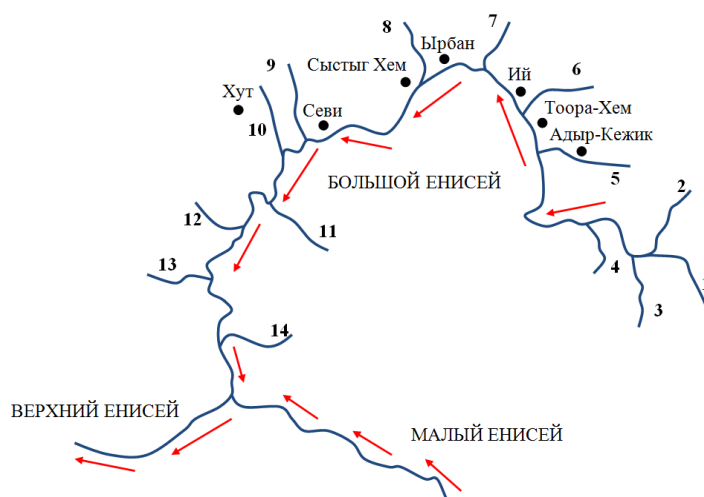 7
8
Ырбан
9
Сыстыг Хем
Ий
6
Хут
Тоора-Хем
Севи
Адыр-Кежик
10
БОЛЬШОЙ ЕНИСЕЙ
5
2
12
11
13
4
1
3
14
ВЕРХНИЙ ЕНИСЕЙ
МАЛЫЙ ЕНИСЕЙ